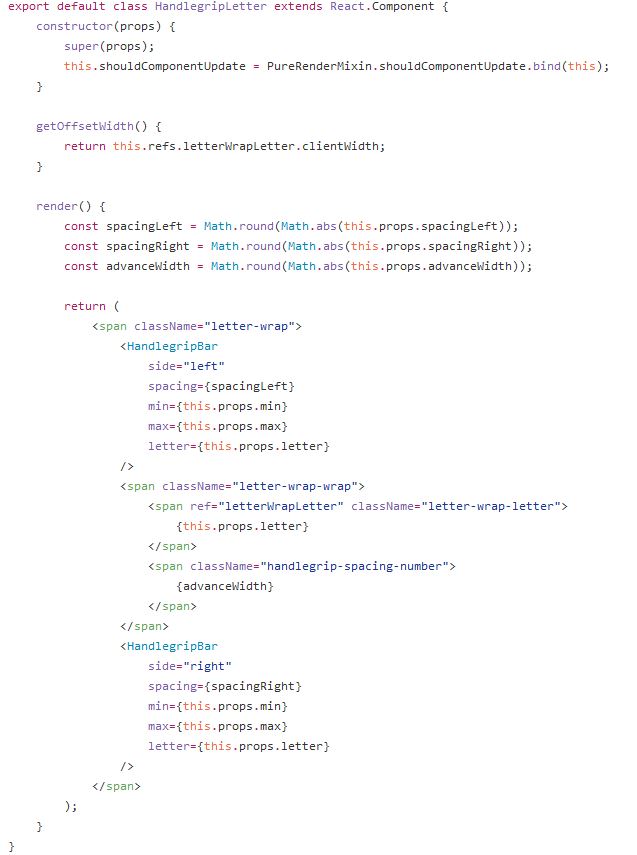 export default class HandlegripLetter extends React.Component {
    constructor(props) {
        super(props);
        this.shouldComponentUpdate = PureRenderMixin.shouldComponentUpdate.bind(this);
    }

    getOffsetWidth() {
        return this.refs.letterWrapLetter.clientWidth;
    }

    render() {
        const spacingLeft = Math.round(Math.abs(this.props.spacingLeft));
        const spacingRight = Math.round(Math.abs(this.props.spacingRight));
        const advanceWidth = Math.round(Math.abs(this.props.advanceWidth));

        return (
            <span className="letter-wrap">
                <HandlegripBar
                    side="left"
                    spacing={spacingLeft}
                    min={this.props.min}
                    max={this.props.max}
                    letter={this.props.letter}
                />
                <span className="letter-wrap-wrap">
                    <span ref="letterWrapLetter" className="letter-wrap-letter">
                        {this.props.letter}
                    </span>
                    <span className="handlegrip-spacing-number">
                        {advanceWidth}
                    </span>
                </span>
                <HandlegripBar
                    side="right"
                    spacing={spacingRight}
                    min={this.props.min}
                    max={this.props.max}
                    letter={this.props.letter}
                />
            </span>
        );
    }
}